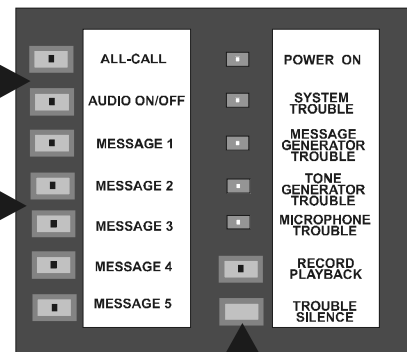 ALL-CALL
AUDIO ON/OFF
MESSAGE 1
MESSAGE 2
MESSAGE 3
MESSAGE 4
MESSAGE 5
POWER ON
SYSTEM
TROUBLE
MESSAGE
GENERATOR
TROUBLE
TONE
GENERATOR
TROUBLE
MICROPHONE
TROUBLE
RECORD
PLAYBACK
TROUBLE
SILENCE